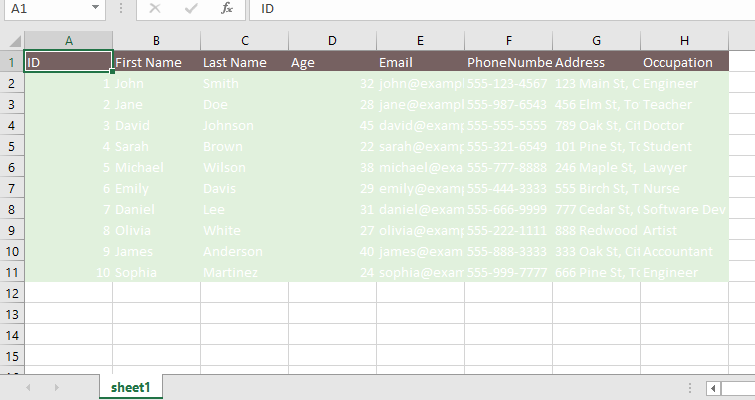 A1 fx ID
A B C D E F G H
1 ID First Name Last Name Age Email PhoneNumbe Address Occupation
2 1 John Smith 32 john@exampl 555-123-4567 123 Main St, C Engineer
3 2 Jane Doe 28 jane@exampl 555-987-6543 456 Elm St, To Teacher
4 3 David Johnson 45 david@examp 555-555-5555 789 Oak St, Cit Doctor
5 4 Sarah Brown 22 sarah@examp 555-321-6549 101 Pine St, To Student
6 5 Michael Wilson 38 michael@exa 555-777-8888 246 Maple St, Lawyer
7 6 Emily Davis 29 emily@examp 555-444-3333 555 Birch St, T Nurse
8 7 Daniel Lee 31 daniel@exam 555-666-9999 777 Cedar St, Software Dev
9 8 Olivia White 27 olivia@examp 555-222-1111 888 Redwood Artist
10 9 James Anderson 40 james@exam 555-888-3333 333 Oak St, Cit Accountant
11 10 Sophia Martinez 24 sophia@exam 555-999-7777 666 Pine St, To Engineer
12
13
14
15
sheet1